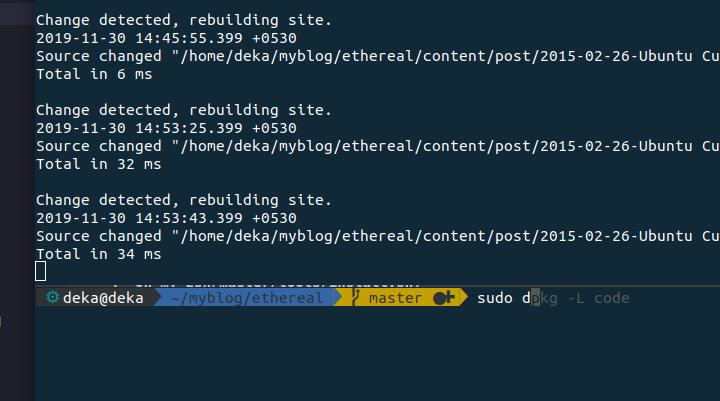 Change detected, rebuilding site.
2019-11-30 14:45:55.399 +0530
Source changed "/home/deka/myblog/ethereal/content/post/2015-02-26-Ubuntu Cu
Total in 6 ms
Change detected, rebuilding site.
2019-11-30 14:53:25.399 +0530
Source changed "/home/deka/myblog/ethereal/content/post/2015-02-26-Ubuntu Cu
Total in 32 ms
Change detected, rebuilding site.
2019-11-30 14:53:43.399 +0530
Source changed "/home/deka/myblog/ethereal/content/post/2015-02-26-Ubuntu Cu
Total in 34 ms
deka@deka ~/myblog/ethereal master sudo dpkg -L code